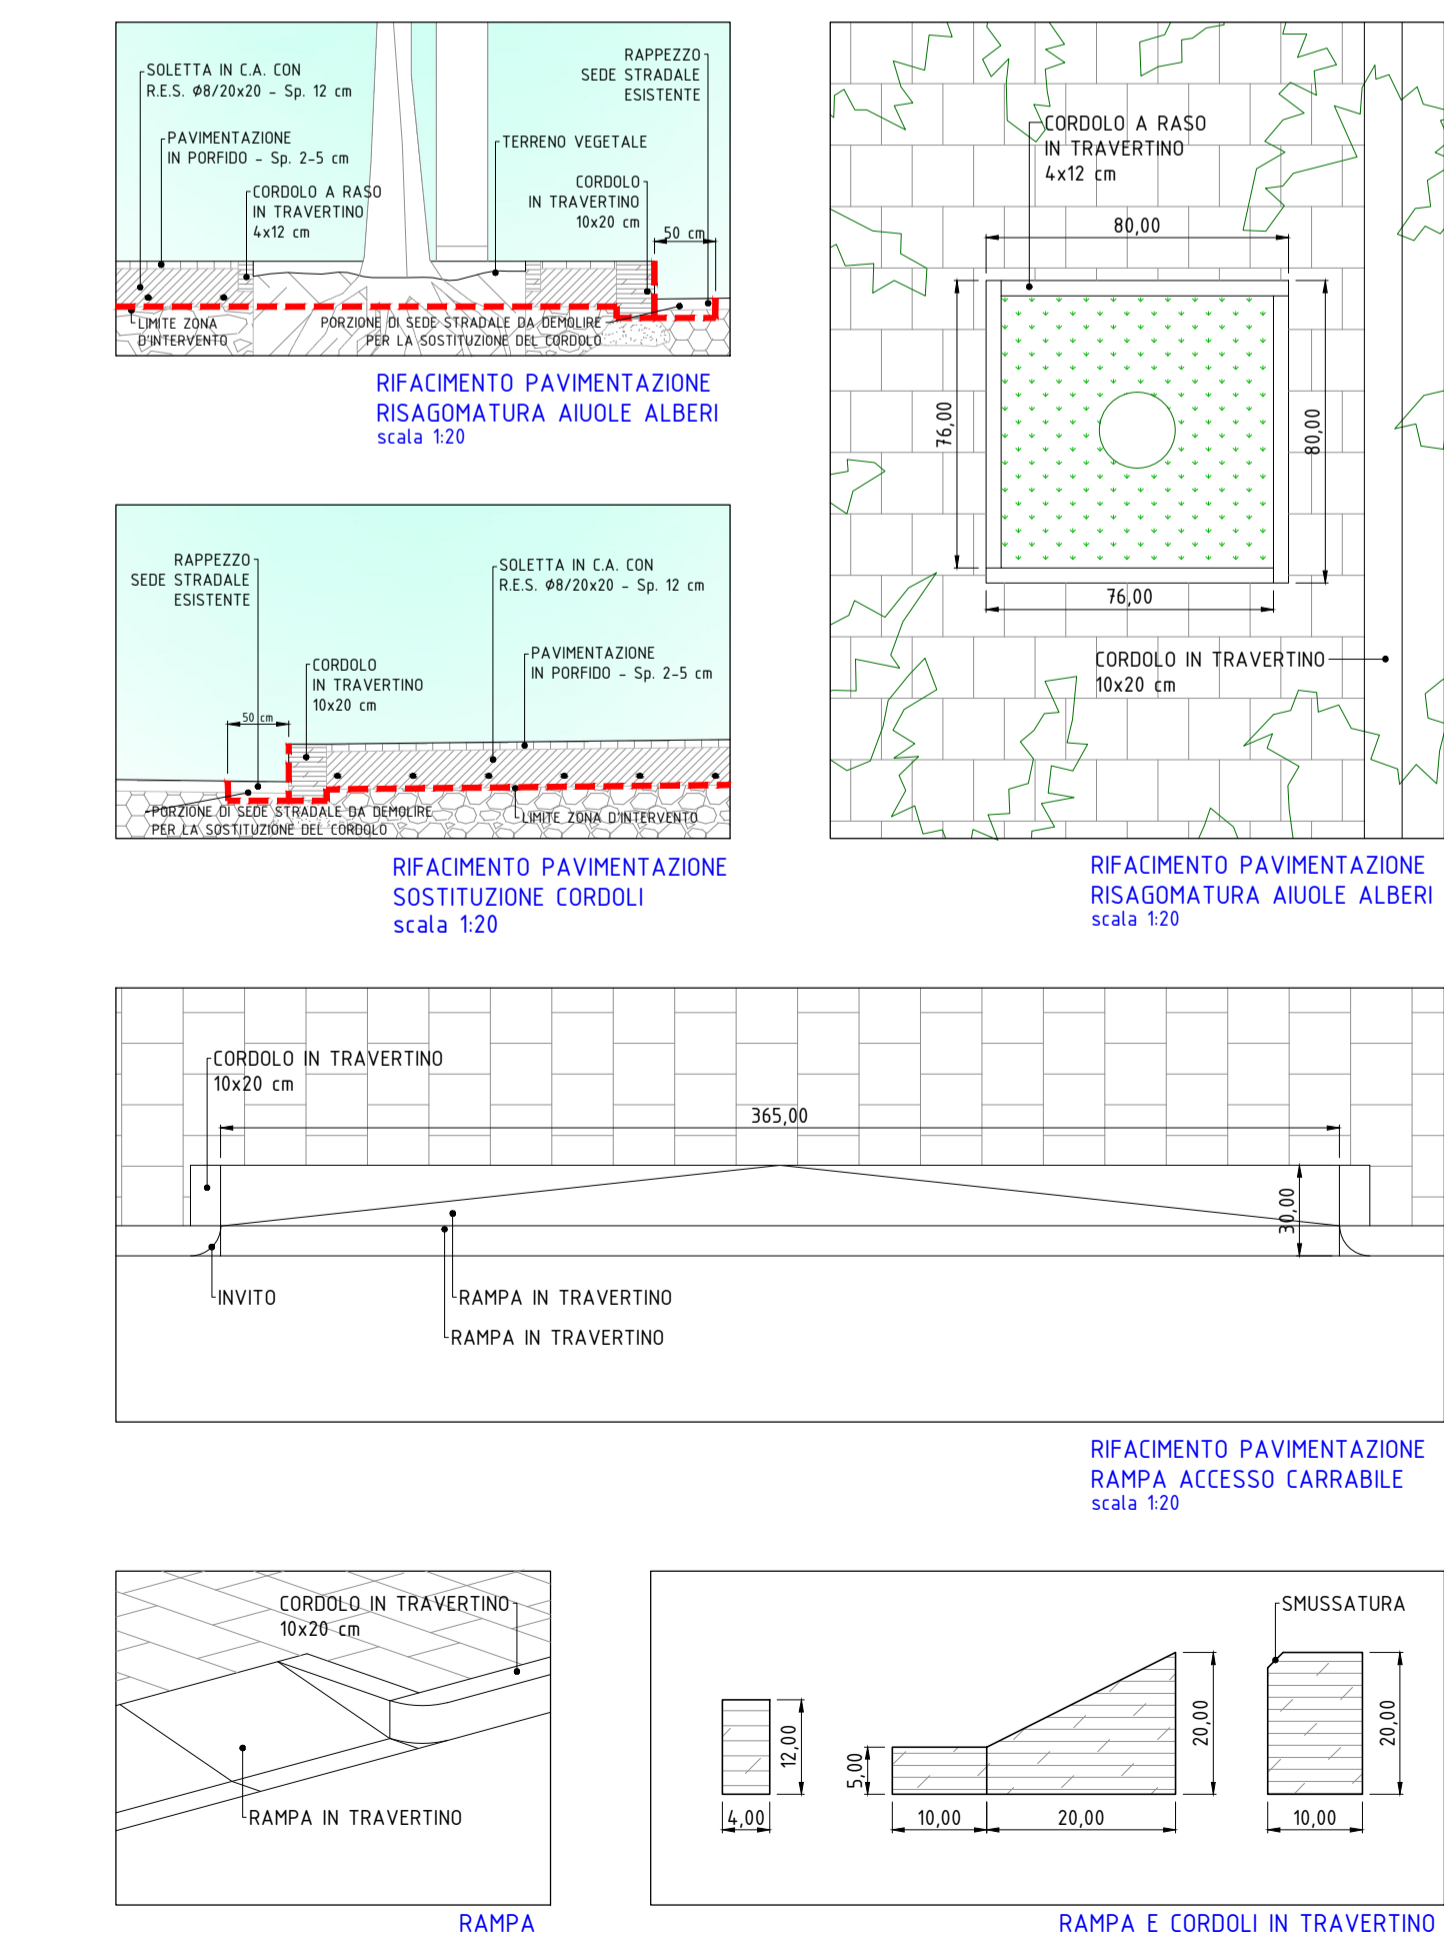 SOLETTA IN C.A. CON
R.E.S. Ø8/20x20 - Sp. 12 cm
PAVIMENTAZIONE
IN PORFIDO - Sp. 2-5 cm
CORDOLO A RASO
IN TRAVERTINO
4x12 cm
RAPPEZZO
SEDE STRADALE
ESISTENTE
TERRENO VEGETALE
CORDOLO
IN TRAVERTINO
10x20 cm
50 cm
LIMITE ZONA
D'INTERVENTO
PORZIONE DI SEDE STRADALE DA DEMOLIRE
PER LA SOSTITUZIONE DEL CORDOLO
RIFACIMENTO PAVIMENTAZIONE
RISAGOMATURA AIUOLE ALBERI
scala 1:20
RAPPEZZO
SEDE STRADALE
ESISTENTE
SOLETTA IN C.A. CON
R.E.S. Ø8/20x20 - Sp. 12 cm
CORDOLO
IN TRAVERTINO
10x20 cm
PAVIMENTAZIONE
IN PORFIDO - Sp. 2-5 cm
50 cm
PORZIONE DI SEDE STRADALE DA DEMOLIRE
PER LA SOSTITUZIONE DEL CORDOLO
LIMITE ZONA D'INTERVENTO
RIFACIMENTO PAVIMENTAZIONE
SOSTITUZIONE CORDOLI
scala 1:20
CORDOLO A RASO
IN TRAVERTINO
4x12 cm
80,00
76,00
80,00
76,00
CORDOLO IN TRAVERTINO
10x20 cm
RIFACIMENTO PAVIMENTAZIONE
RISAGOMATURA AIUOLE ALBERI
scala 1:20
CORDOLO IN TRAVERTINO
10x20 cm
365,00
30,00
INVITO
RAMPA IN TRAVERTINO
RAMPA IN TRAVERTINO
RIFACIMENTO PAVIMENTAZIONE
RAMPA ACCESSO CARRABILE
scala 1:20
CORDOLO IN TRAVERTINO
10x20 cm
RAMPA IN TRAVERTINO
RAMPA
SMUSSATURA
12,00
4,00
5,00
10,00
20,00
20,00
20,00
10,00
RAMPA E CORDOLI IN TRAVERTINO